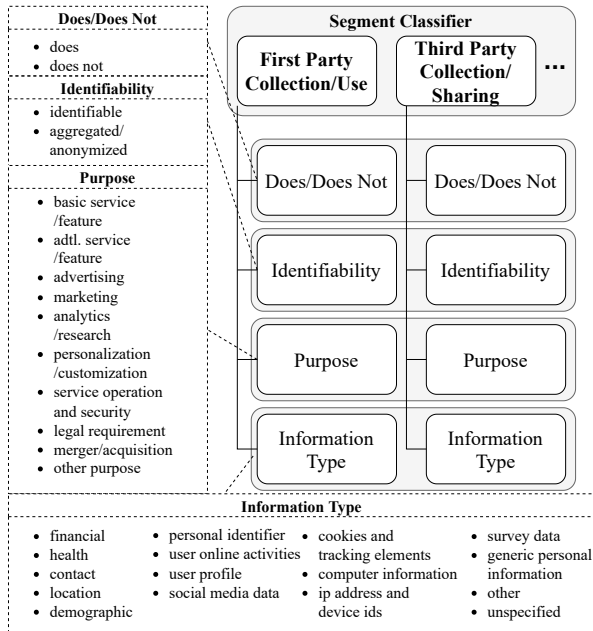 Does/Does Not
• does
• does not
Identifiability
• identifiable
• aggregated/
anonymized
Purpose
• basic service
/feature
• adtl. service
/feature
• advertising
• marketing
• analytics
/research
• personalization
/customization
• service operation
and security
• legal requirement
• merger/acquisition
• other purpose
Segment Classifier
First Party
Collection/Use
Third Party
Collection/
Sharing
...
Does/Does Not
Does/Does Not
Identifiability
Identifiability
Purpose
Purpose
Information
Type
Information
Type
Information Type
• financial
• health
• contact
• location
• demographic
• personal identifier
• user online activities
• user profile
• social media data
• cookies and
tracking elements
• computer information
• ip address and
device ids
• survey data
• generic personal
information
• other
• unspecified